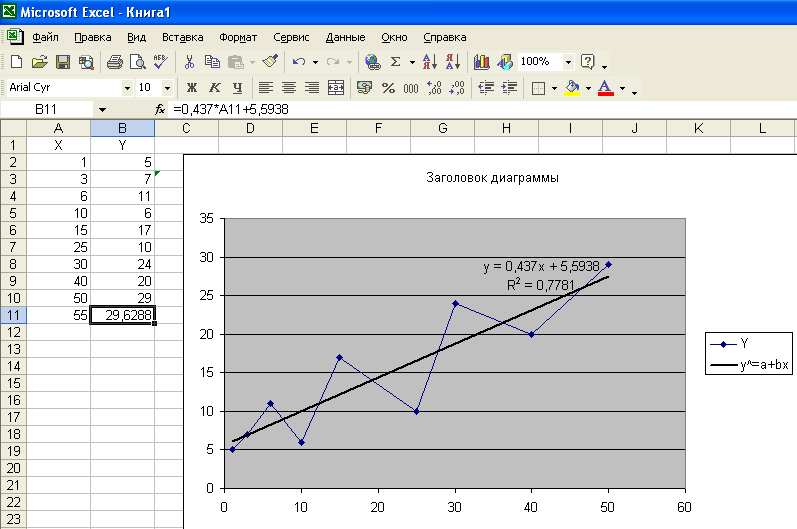 Microsoft Excel - Книга1
Файл Правка Вид Вставка Формат Сервис Данные Окно Справка
100%
Arial Cyr 10 Ж К Ч % 000
B11 fx =0,437*A11+5,5938
A B C D E F G H I J K L
1 X Y
2 1 5
3 3 7
4 6 11
5 10 6
6 15 17
7 25 10
8 30 24
9 40 20
10 50 29
11 55 29,6288
12
13
14
15
16
17
18
19
20
21
22
23
Заголовок диаграммы
35
30
25
20
15
10
5
0
0 10 20 30 40 50 60
y = 0,437x + 5,5938
R² = 0,7781
Y
y^=a+bx